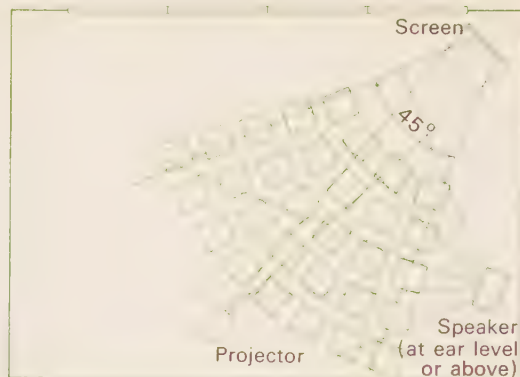 Screen
45°
Projector
Speaker
(at ear level
or above)